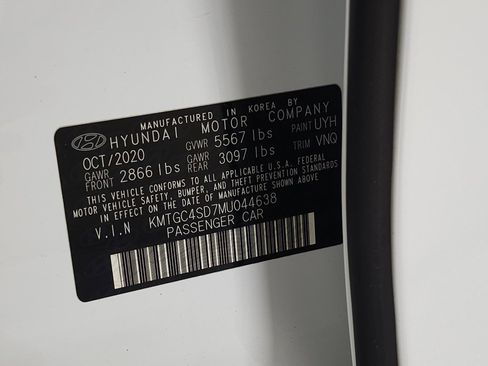 MANUFACTURED IN KOREA BY
HYUNDAI MOTOR COMPANY
OCT/2020 GVWR 5567 lbs PAINT UYH
GAWR FRONT 2866 lbs GAWR REAR 3097 lbs TRIM VNQ
THIS VEHICLE CONFORMS TO ALL APPLICABLE U.S.A. FEDERAL
MOTOR VEHICLE SAFETY, BUMPER, AND THEFT PREVENTION STANDARDS
IN EFFECT ON THE DATE OF MANUFACTURE SHOWN ABOVE.
V.I.N KMTGC4SD7MU044638
PASSENGER CAR